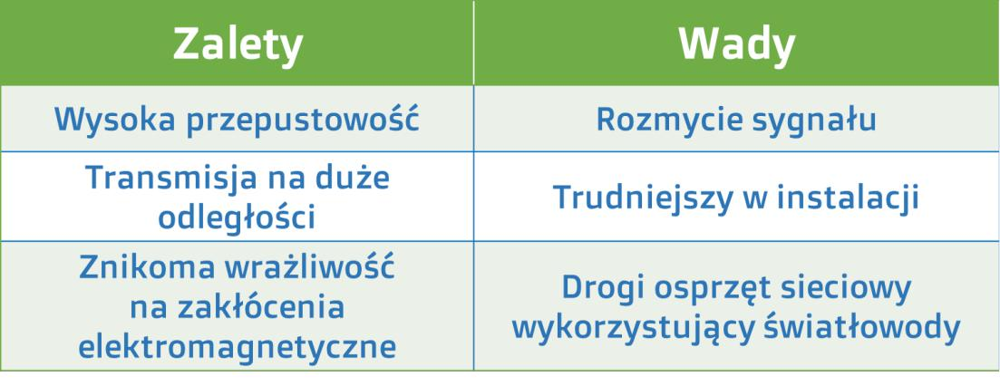 Zalety
Wady
Wysoka przepustowość
Rozmycie sygnału
Transmisja na duże
odległości
Trudniejszy w instalacji
Znikoma wrażliwość
na zakłócenia
elektromagnetyczne
Drogi osprzęt sieciowy
wykorzystujący światłowody